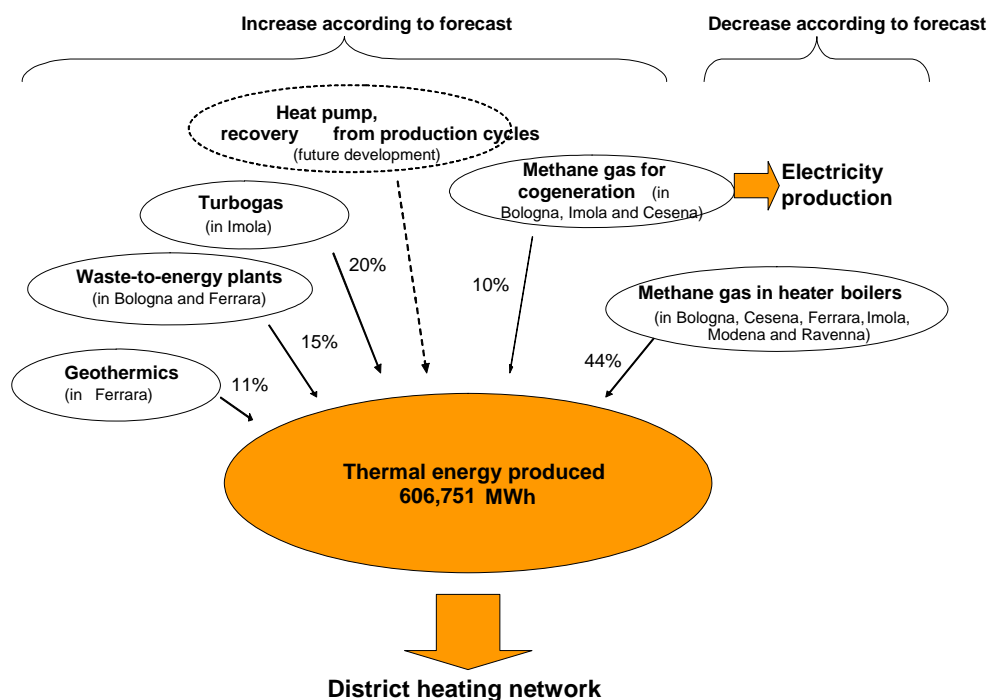 Increase according to forecast
Decrease according to forecast
Heat pump,
recovery from production cycles
(future development)
Methane gas for
cogeneration (in
Bologna, Imola and Cesena)
Electricity
production
Turbogas
(in Imola)
20%
10%
Waste-to-energy plants
(in Bologna and Ferrara)
15%
Methane gas in heater boilers
(in Bologna, Cesena, Ferrara, Imola,
Modena and Ravenna)
44%
Geothermics
(in Ferrara)
11%
Thermal energy produced
606,751 MWh
District heating network